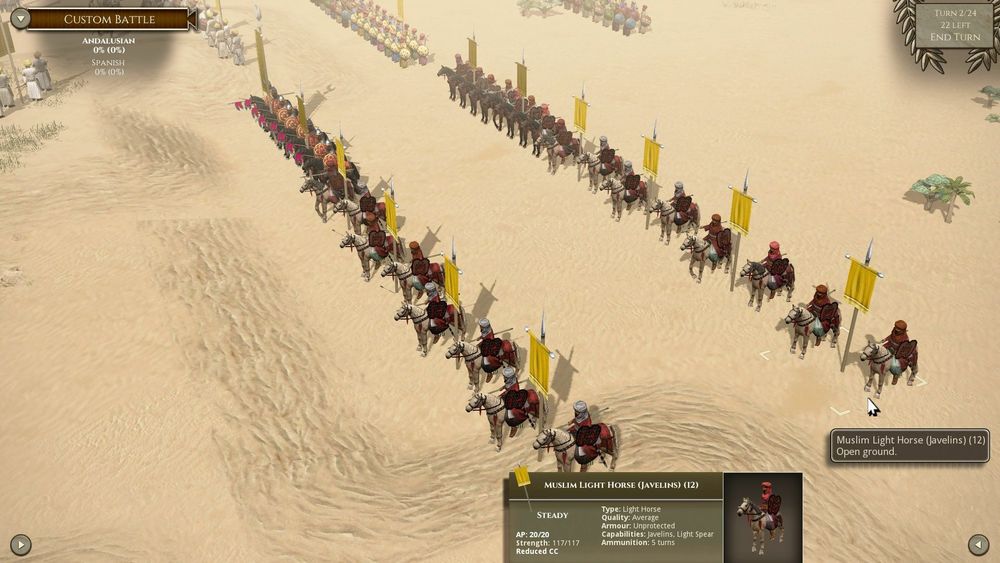 CUSTOM BATTLE
ANDALUSIAN
0% (0%)
SPANISH
0% (0%)
TURN 2/24
22 LEFT
END TURN
Muslim Light Horse (Javelins) (12)
Open ground.
MUSLIM LIGHT HORSE (JAVELINS) (12)
STEADY
AP: 20/20
Strength: 117/117
Reduced CC
Type: Light Horse
Quality: Average
Armour: Unprotected
Capabilities: Javelins, Light Spear
Ammunition: 5 turns